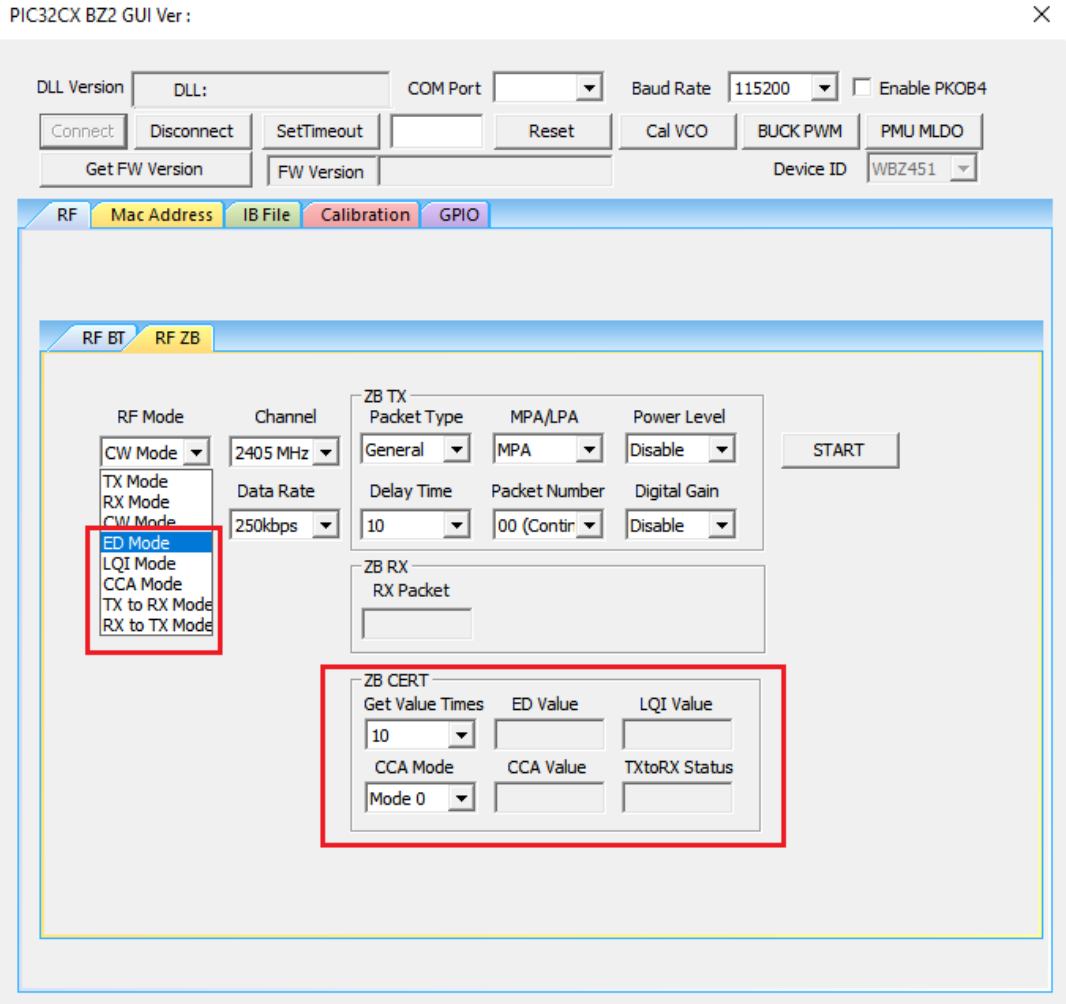 PIC32CX BZ2 GUI Ver :
DLL Version DLL: COM Port Baud Rate 115200 Enable PKOB4
Connect Disconnect SetTimeout Reset Cal VCO BUCK PWM PMU MLDO
Get FW Version FW Version Device ID WBZ451
RF Mac Address IB File Calibration GPIO
RF BT RF ZB
ZB TX
RF Mode Channel Packet Type MPA/LPA Power Level
CW Mode 2405 MHz General MPA Disable START
TX Mode
RX Mode
CW Mode
ED Mode
LQI Mode
CCA Mode
TX to RX Mode
RX to TX Mode
Data Rate Delay Time Packet Number Digital Gain
250kbps 10 00 (Contin Disable
ZB RX
RX Packet
ZB CERT
Get Value Times ED Value LQI Value
10
CCA Mode CCA Value TXtoRX Status
Mode 0